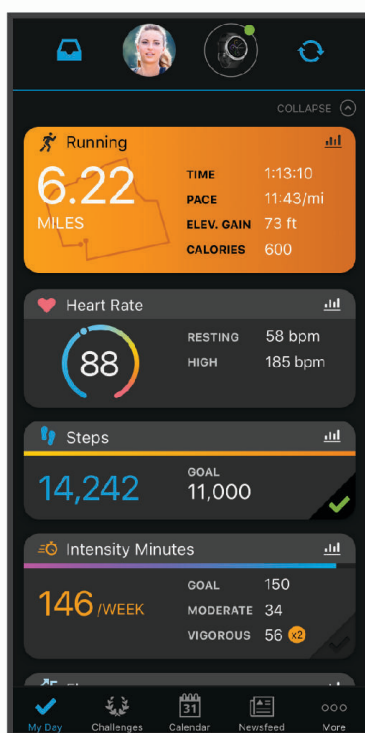 COLLAPSE
Running
6.22
MILES
TIME 1:13:10
PACE 11:43/mi
ELEV. GAIN 73 ft
CALORIES 600
Heart Rate
88
RESTING 58 bpm
HIGH 185 bpm
Steps
14,242
GOAL
11,000
Intensity Minutes
146 /WEEK
GOAL 150
MODERATE 34
VIGOROUS 56 x2
31
My Day Challenges Calendar Newsfeed More